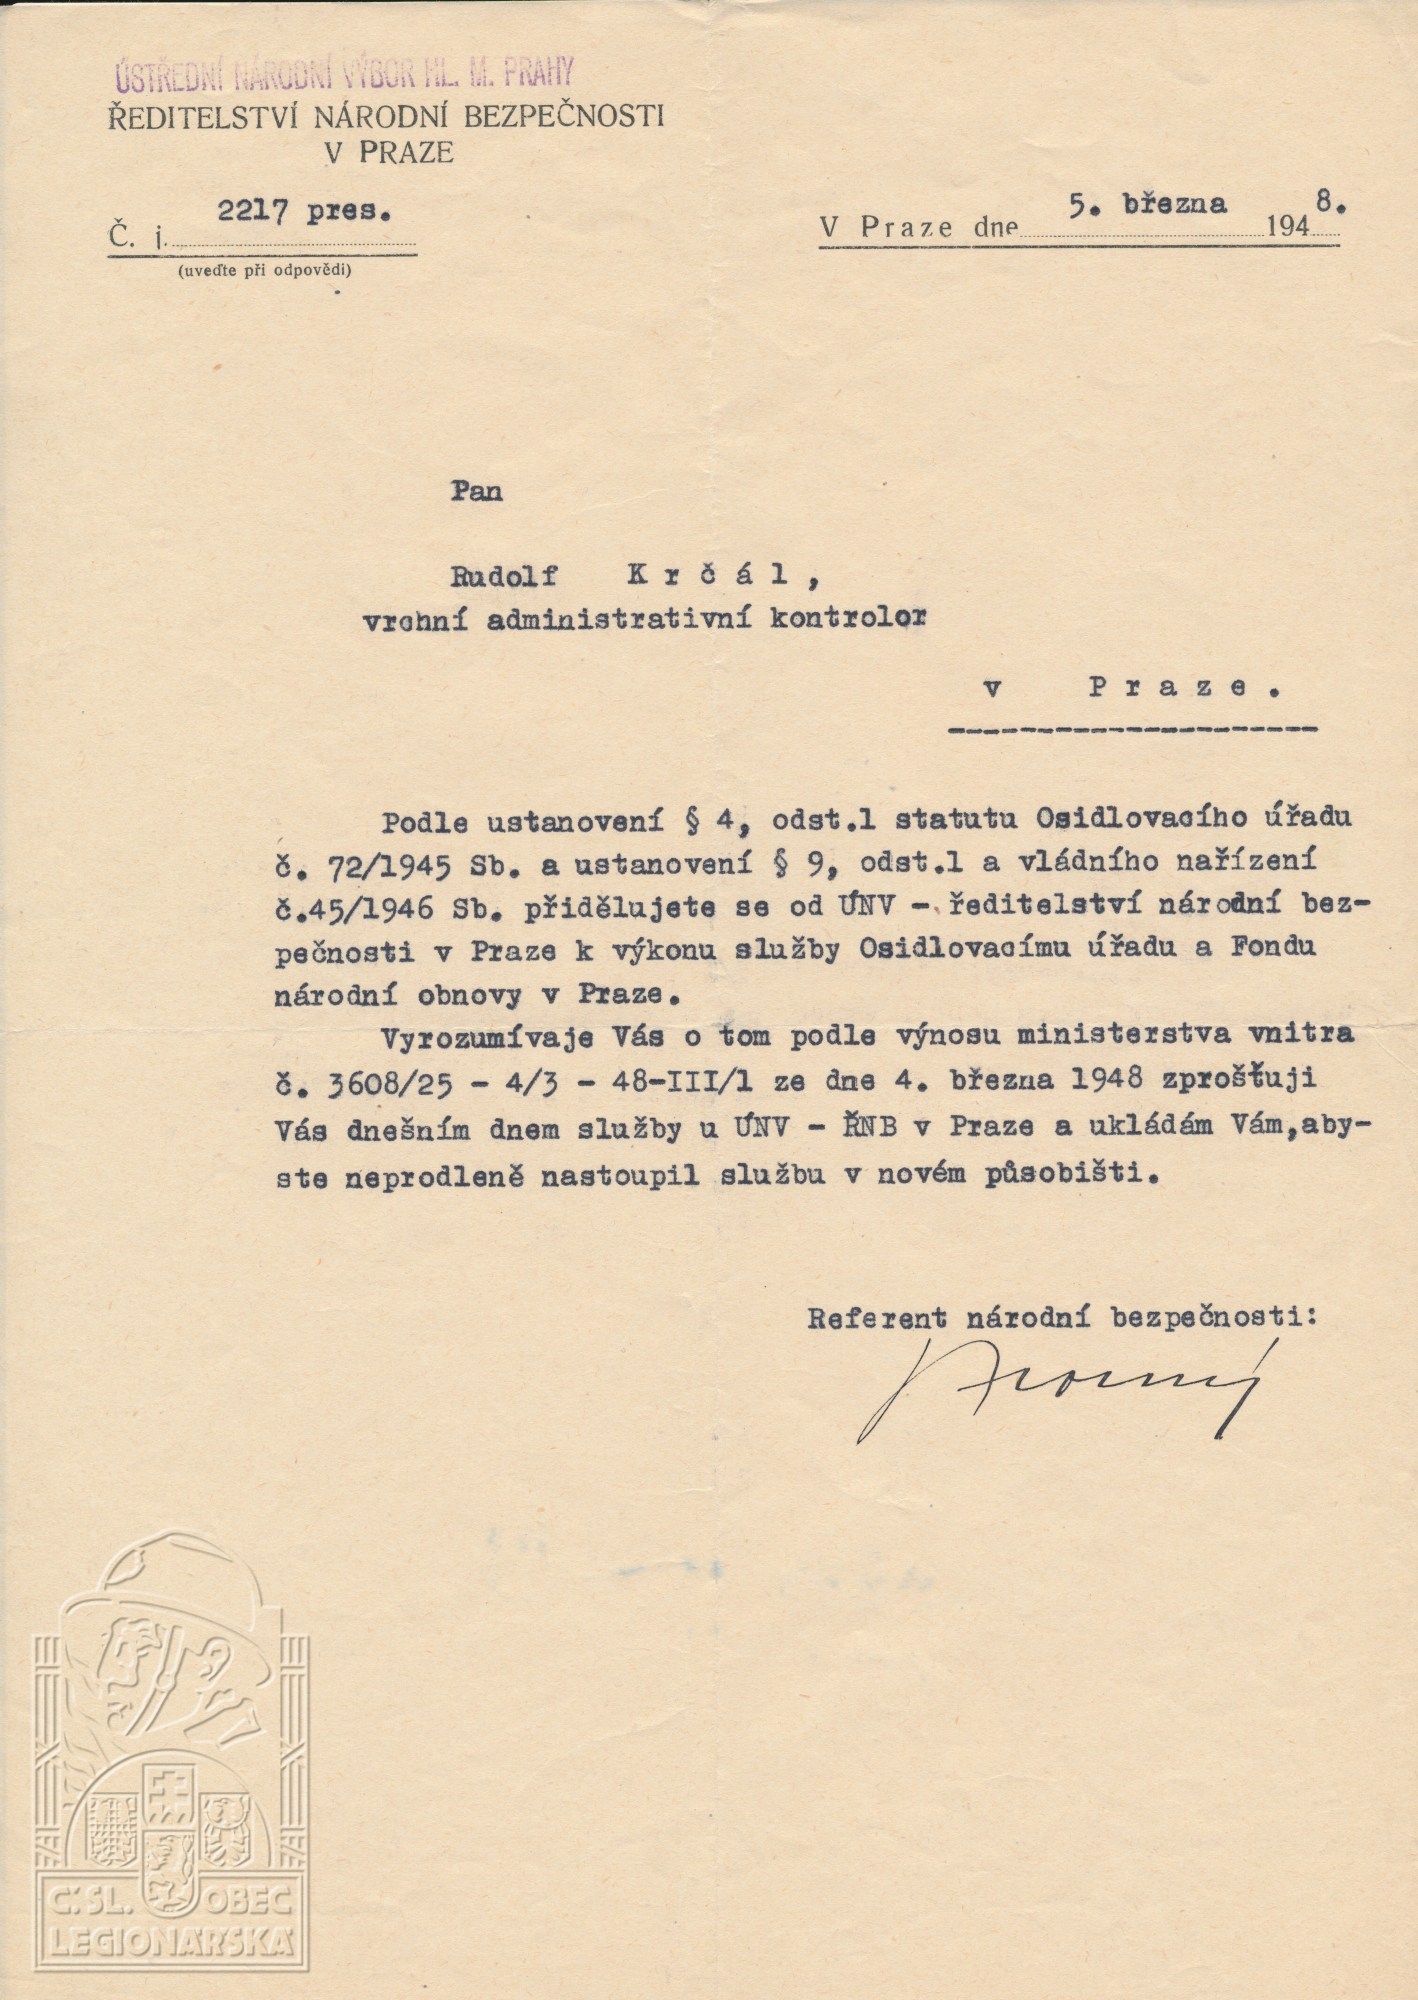 ÚSTŘEDNÍ NÁRODNÍ VÝBOR HL. M. PRAHY
ŘEDITELSTVÍ NÁRODNÍ BEZPEČNOSTI
V PRAZE
Č. j. 2217 pres.
(uveďte při odpovědi)
V Praze dne 5. března 1948.
Pan
Rudolf K r č á l ,
vrchní administrativní kontrolor
v P r a z e .
Podle ustanovení § 4, odst.1 statutu Osidlovacího úřadu
č. 72/1945 Sb. a ustanovení § 9, odst.1 a vládního nařízení
č.45/1946 Sb. přidělujete se od ÚNV - ředitelství národní bez-
pečnosti v Praze k výkonu služby Osidlovacímu úřadu a Fondu
národní obnovy v Praze.
Vyrozumívaje Vás o tom podle výnosu ministerstva vnitra
č. 3608/25 - 4/3 - 48-III/1 ze dne 4. března 1948 zprošťuji
Vás dnešním dnem služby u ÚNV - ŘNB v Praze a ukládám Vám,aby-
ste neprodleně nastoupil službu v novém působišti.
Referent národní bezpečnosti:
Č.SL. OBEC
LEGIONÁŘSKÁ